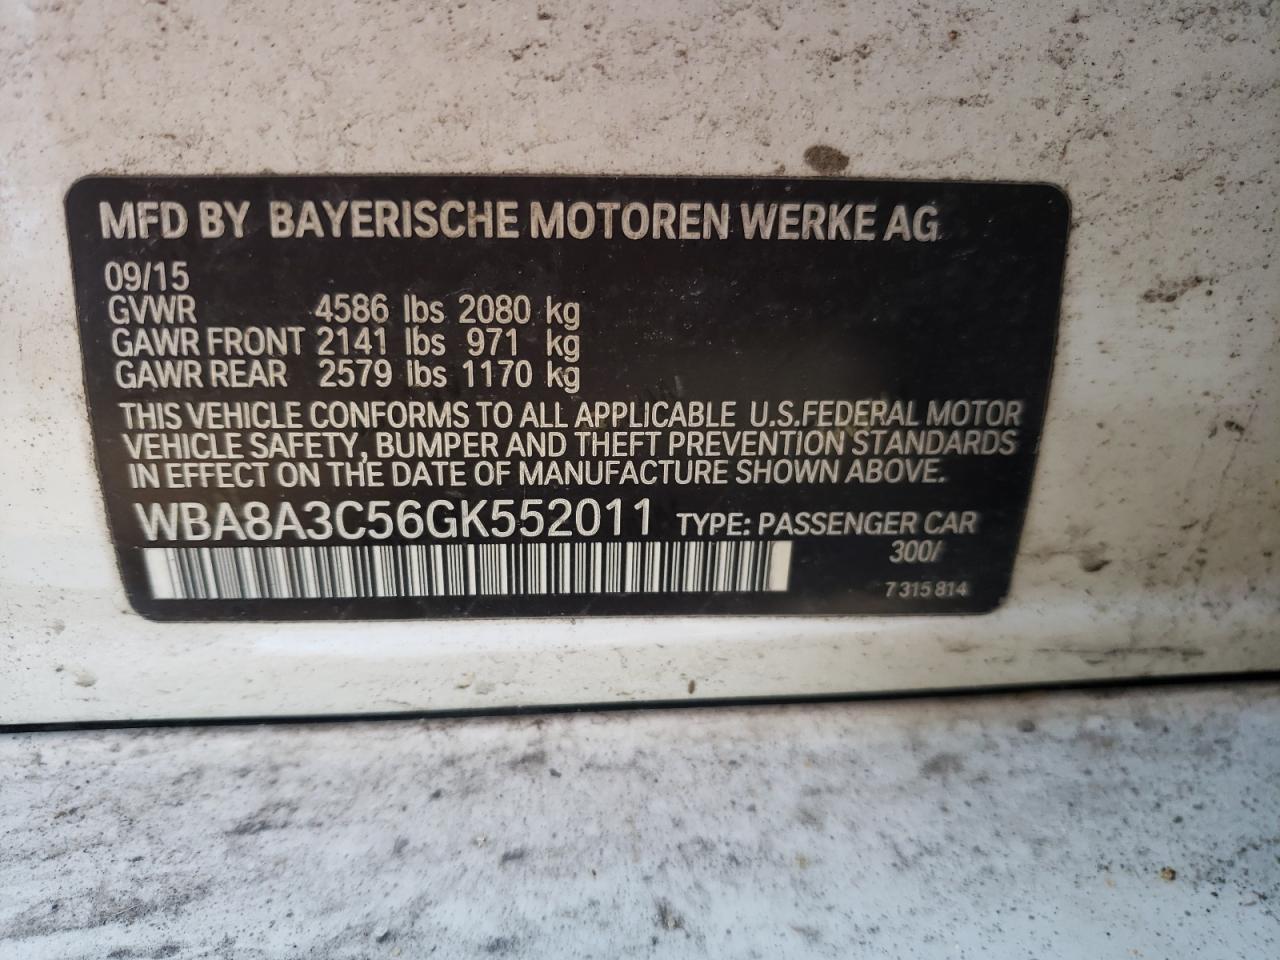 MFD BY BAYERISCHE MOTOREN WERKE AG
09/15
GVWR 4586 lbs 2080 kg
GAWR FRONT 2141 lbs 971 kg
GAWR REAR 2579 lbs 1170 kg
THIS VEHICLE CONFORMS TO ALL APPLICABLE U.S.FEDERAL MOTOR
VEHICLE SAFETY, BUMPER AND THEFT PREVENTION STANDARDS
IN EFFECT ON THE DATE OF MANUFACTURE SHOWN ABOVE.
WBA8A3C56GK552011 TYPE: PASSENGER CAR
300/
7 315 814